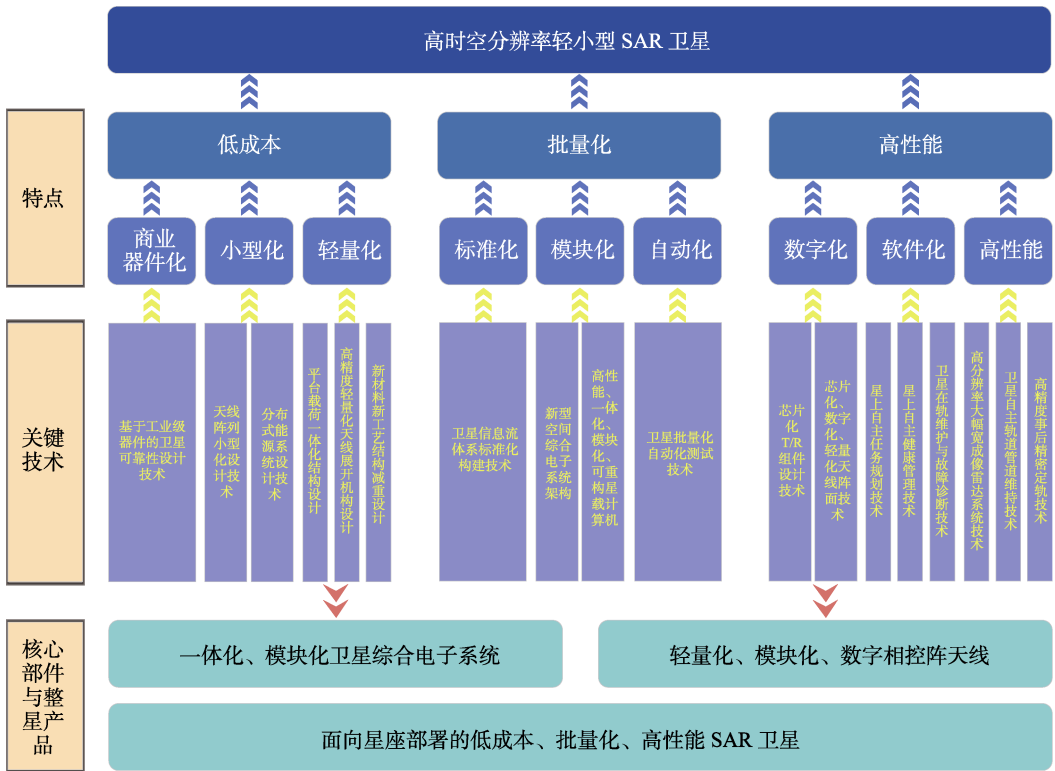 高时空分辨率轻小型 SAR 卫星
特点
低成本
批量化
高性能
商业
器件化
小型化
轻量化
标准化
模块化
自动化
数字化
软件化
高性能
关键
技术
基于工业级
器件的卫星
可靠性设计
技术
天线
阵列
小型
化设
计技
术
分布
式能
源系
统设
计技
术
平台载荷一体化结构设计
高精度轻量化天线展开机构设计
新材料新工艺结构减重设计
卫星信息流
体系标准化
构建技术
新型
空间
综合
电子
系统
架构
高性
能、
一体
化、
模块
化、
可重
构星
载计
算机
卫星批量化
自动化测试
技术
芯片
化
T/R
组件
设计
技术
芯片
化、
数字
化、
轻量
化天
线阵
面技
术
星上自主任务规划技术
星上自主健康管理技术
卫星在轨维护与故障诊断技术
高分辨率大幅宽成像雷达系统技术
卫星自主轨道管道维持技术
高精度事后精密定轨技术
核心
部件
与整
星产
品
一体化、模块化卫星综合电子系统
轻量化、模块化、数字相控阵天线
面向星座部署的低成本、批量化、高性能 SAR 卫星